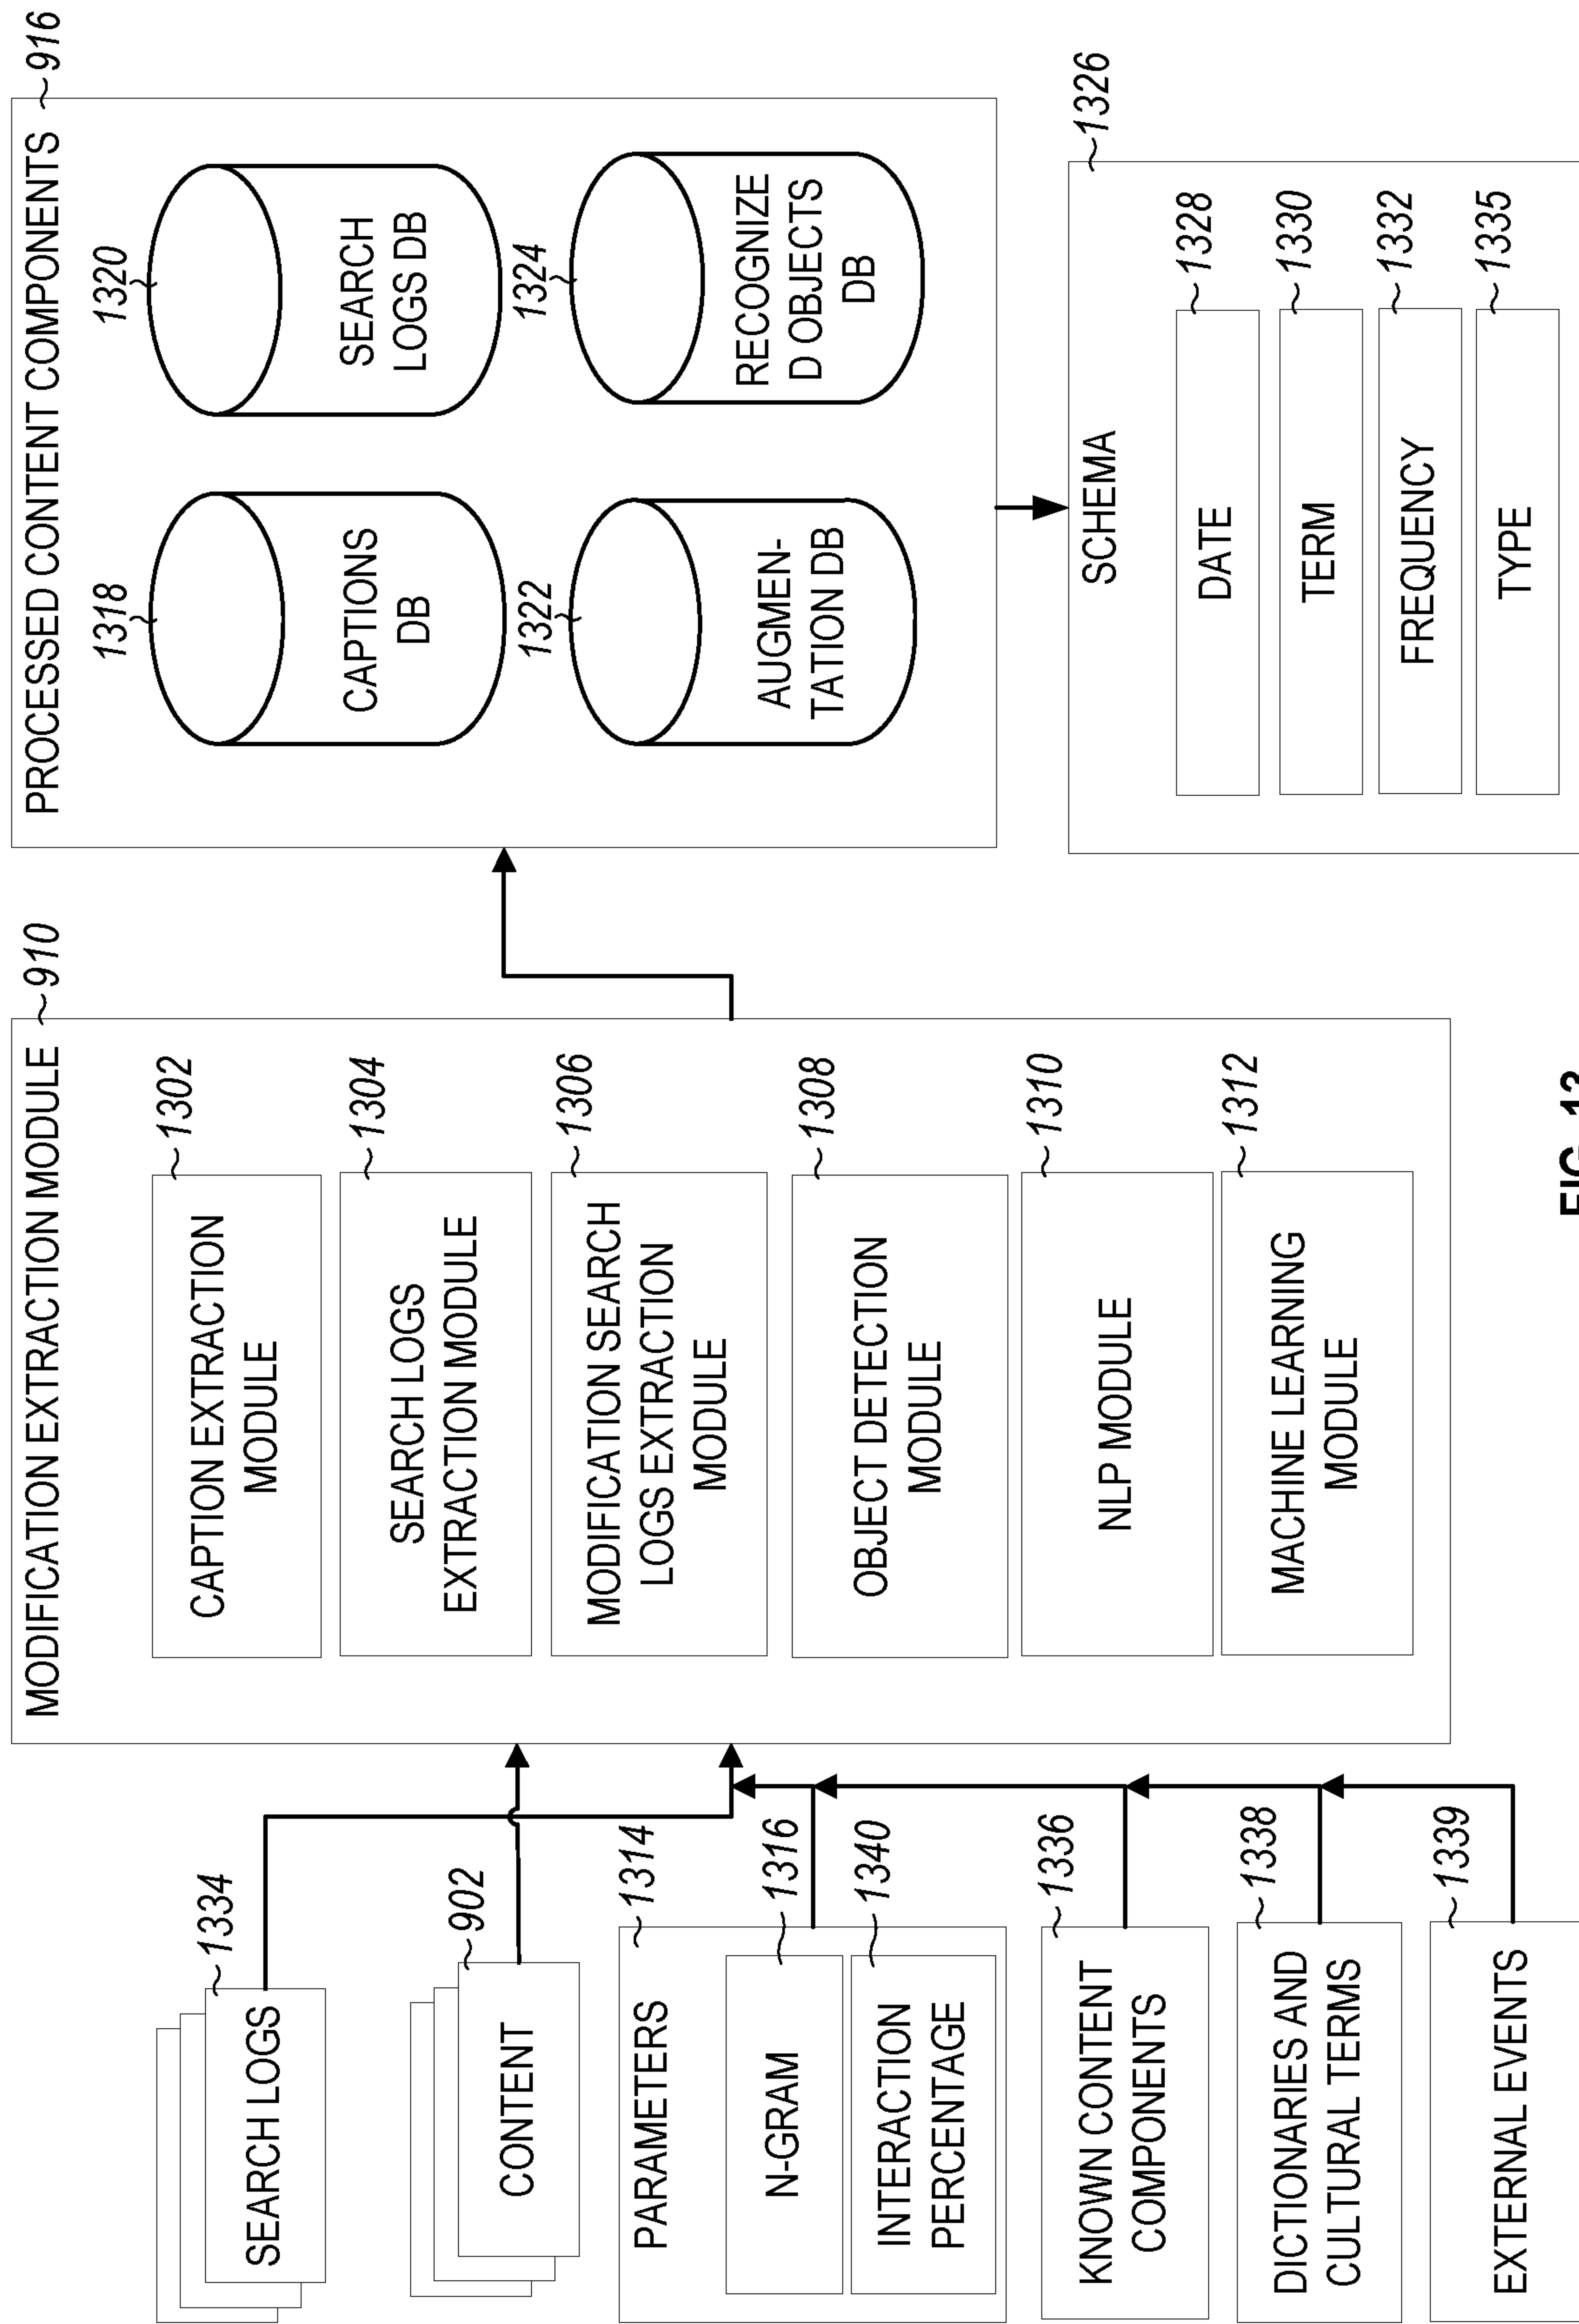 SEARCH LOGS
1334
CONTENT
902
PARAMETERS
1314
N-GRAM
1316
INTERACTION
PERCENTAGE
1340
KNOWN CONTENT
COMPONENTS
1336
DICTIONARIES AND
CULTURAL TERMS
1338
EXTERNAL EVENTS
1339
MODIFICATION EXTRACTION MODULE
910
CAPTION EXTRACTION
MODULE
1302
SEARCH LOGS
EXTRACTION MODULE
1304
MODIFICATION SEARCH
LOGS EXTRACTION
MODULE
1306
OBJECT DETECTION
MODULE
1308
NLP MODULE
1310
MACHINE LEARNING
MODULE
1312
PROCESSED CONTENT COMPONENTS
916
1318
CAPTIONS
DB
1320
SEARCH
LOGS DB
1322
AUGMEN-
TATION DB
1324
RECOGNIZE
D OBJECTS
DB
SCHEMA
1326
DATE
1328
TERM
1330
FREQUENCY
1332
TYPE
1335
FIG. 13